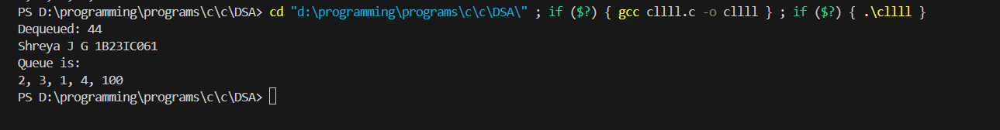 PS D:\programming\programs\c\c\DSA> cd "d:\programming\programs\c\c\DSA\" ; if ($?) { gcc cllll.c -o cllll } ; if ($?) { .\cllll }
Dequeued: 44
Shreya J G 1B23IC061
Queue is:
2, 3, 1, 4, 100
PS D:\programming\programs\c\c\DSA>